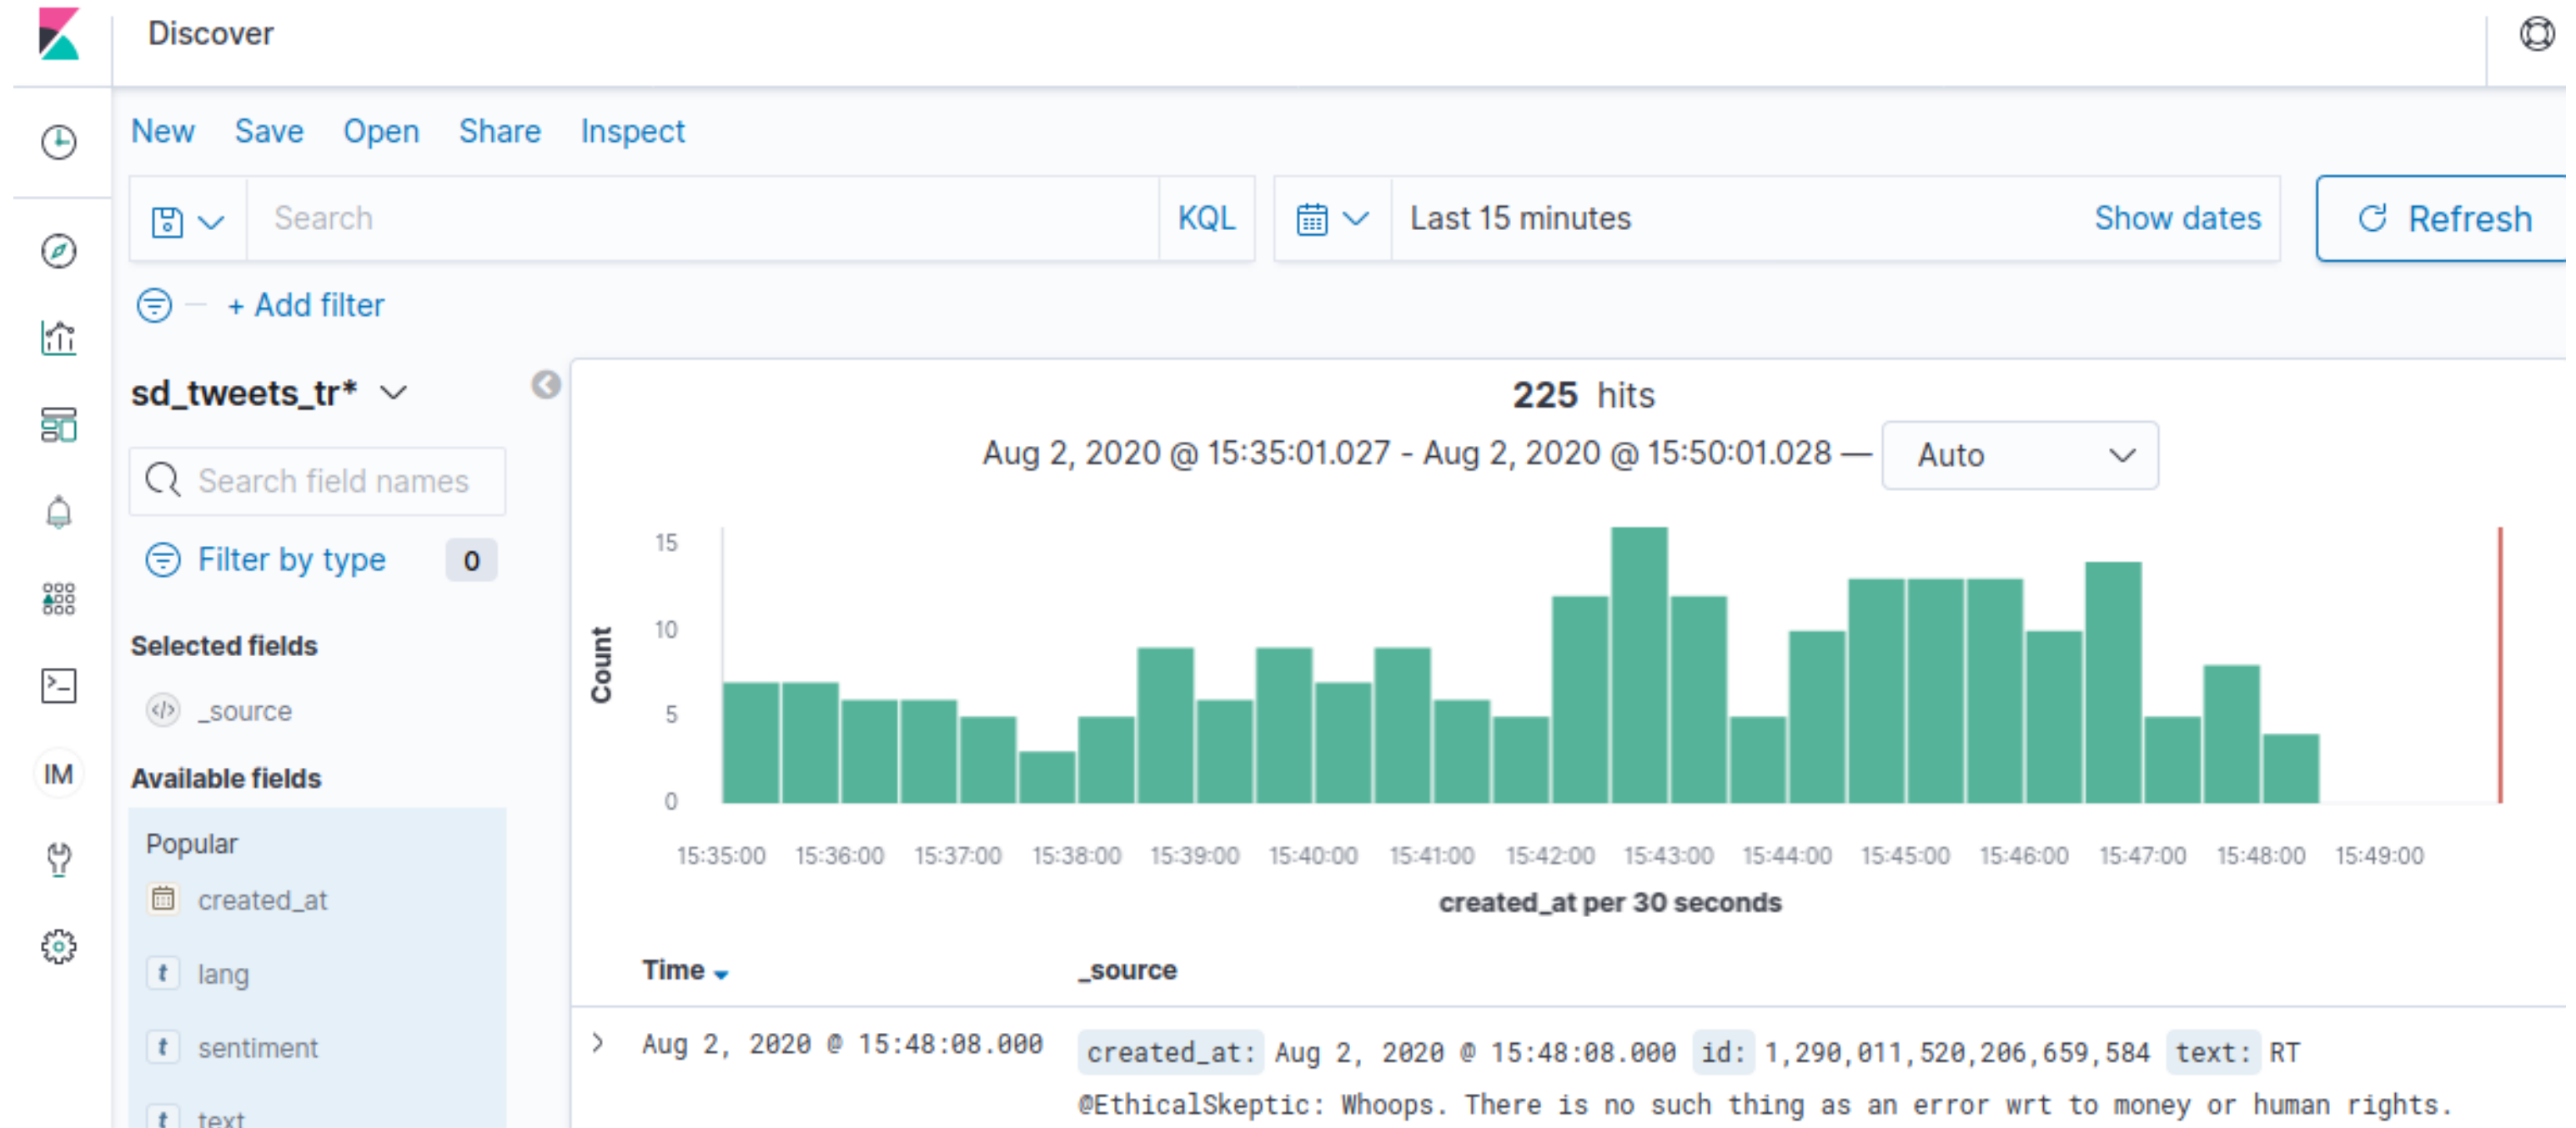 Discover
New Save Open Share Inspect
Search KQL Last 15 minutes Show dates Refresh
+ Add filter
sd_tweets_tr*
Search field names
Filter by type 0
Selected fields
_source
Available fields
Popular
created_at
lang
sentiment
text
IM
225 hits
Aug 2, 2020 @ 15:35:01.027 - Aug 2, 2020 @ 15:50:01.028 — Auto
Count
15
10
5
0
15:35:00 15:36:00 15:37:00 15:38:00 15:39:00 15:40:00 15:41:00 15:42:00 15:43:00 15:44:00 15:45:00 15:46:00 15:47:00 15:48:00 15:49:00
created_at per 30 seconds
Time _source
Aug 2, 2020 @ 15:48:08.000 created_at: Aug 2, 2020 @ 15:48:08.000 id: 1,290,011,520,206,659,584 text: RT
@EthicalSkeptic: Whoops. There is no such thing as an error wrt to money or human rights.